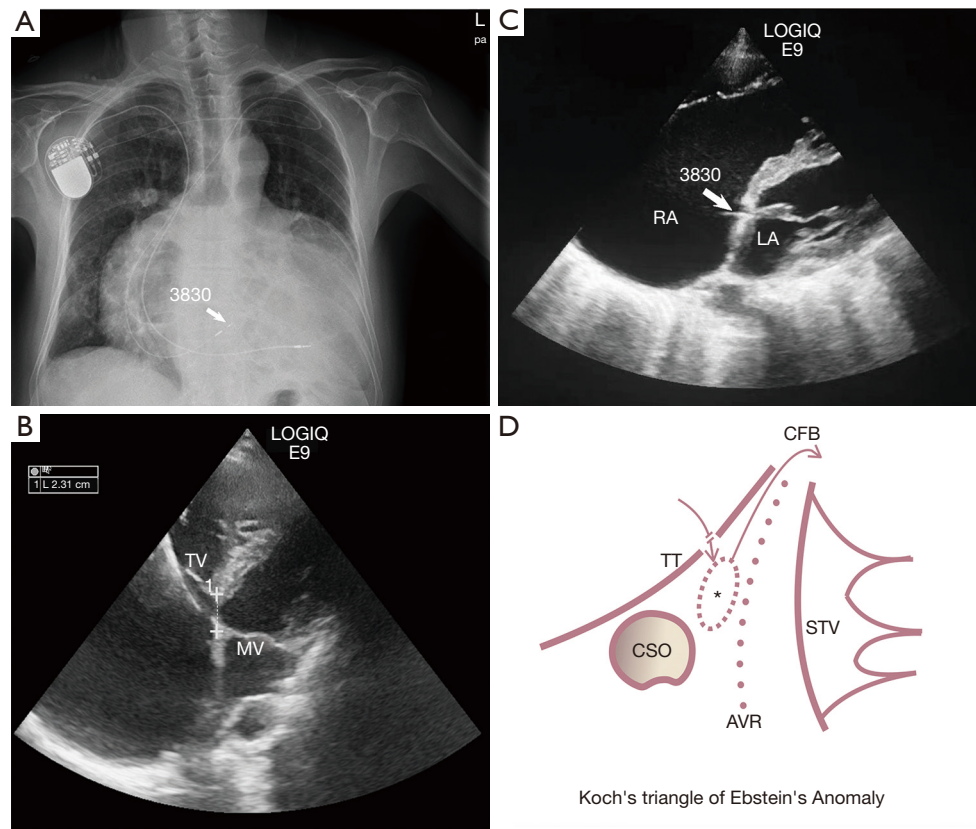 A
L
pa
3830
C
LOGIQ
E9
3830
RA
LA
B
LOGIQ
E9
1 L 2.31 cm
TV
1
MV
D
CFB
TT
*
CSO
STV
AVR
Koch's triangle of Ebstein's Anomaly